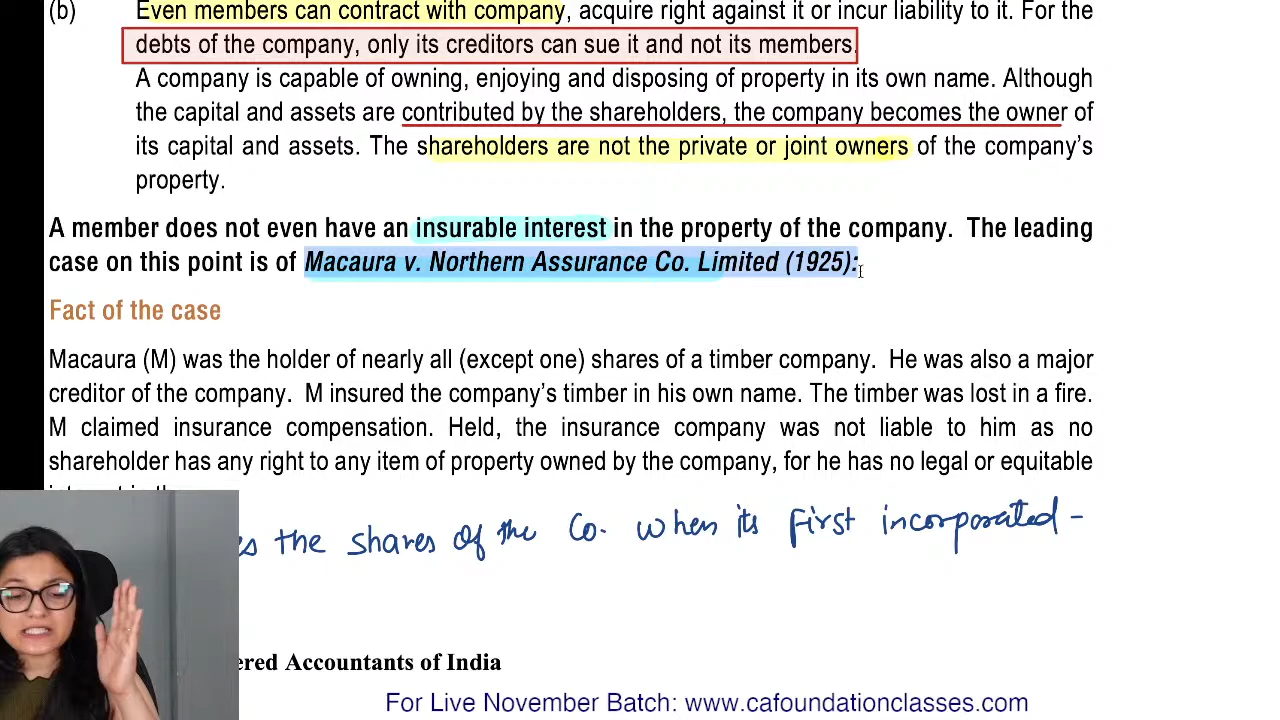 (b) Even members can contract with company, acquire right against it or incur liability to it. For the
debts of the company, only its creditors can sue it and not its members.
A company is capable of owning, enjoying and disposing of property in its own name. Although
the capital and assets are contributed by the shareholders, the company becomes the owner of
its capital and assets. The shareholders are not the private or joint owners of the company's
property.
A member does not even have an insurable interest in the property of the company. The leading
case on this point is of Macaura v. Northern Assurance Co. Limited (1925):
Fact of the case
Macaura (M) was the holder of nearly all (except one) shares of a timber company. He was also a major
creditor of the company. M insured the company's timber in his own name. The timber was lost in a fire.
M claimed insurance compensation. Held, the insurance company was not liable to him as no
shareholder has any right to any item of property owned by the company, for he has no legal or equitable
the shares of the Co. when its first incorporated -
ered Accountants of India
For Live November Batch: www.cafoundationclasses.com